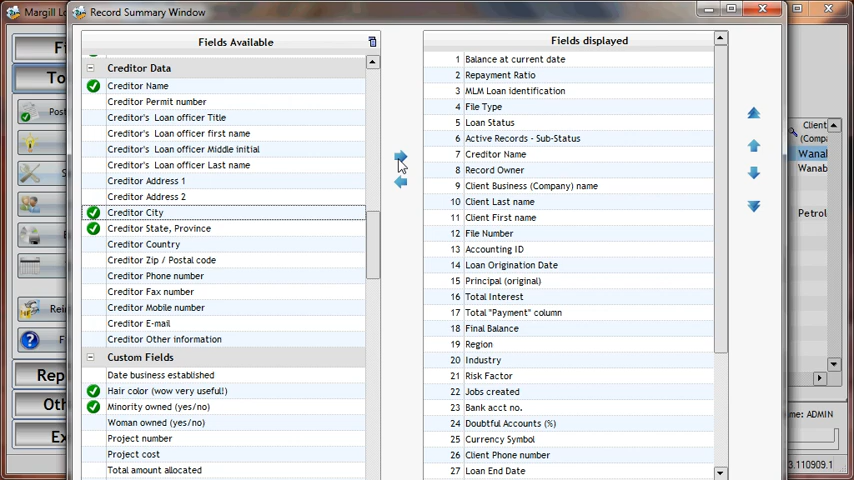 Margill Lo
Record Summary Window
Fields Available
Creditor Data
Creditor Name
Creditor Permit number
Creditor's Loan officer Title
Creditor's Loan officer first name
Creditor's Loan officer Middle initial
Creditor's Loan officer Last name
Creditor Address 1
Creditor Address 2
Creditor City
Creditor State, Province
Creditor Country
Creditor Zip / Postal code
Creditor Phone number
Creditor Fax number
Creditor Mobile number
Creditor E-mail
Creditor Other information
Custom Fields
Date business established
Hair color (wow very useful!)
Minority owned (yes/no)
Woman owned (yes/no)
Project number
Project cost
Total amount allocated
Fields displayed
1 Balance at current date
2 Repayment Ratio
3 MLM Loan identification
4 File Type
5 Loan Status
6 Active Records - Sub-Status
7 Creditor Name
8 Record Owner
9 Client Business (Company) name
10 Client Last name
11 Client First name
12 File Number
13 Accounting ID
14 Loan Origination Date
15 Principal (original)
16 Total Interest
17 Total "Payment" column
18 Final Balance
19 Region
20 Industry
21 Risk Factor
22 Jobs created
23 Bank acct no.
24 Doubtful Accounts (%)
25 Currency Symbol
26 Client Phone number
27 Loan End Date
F
To
Post
S
Rei
F
Rep
Oth
Ex
Client
(Comp
Wanab
Wanab
Petrol
me: ADMIN
3.110909.1